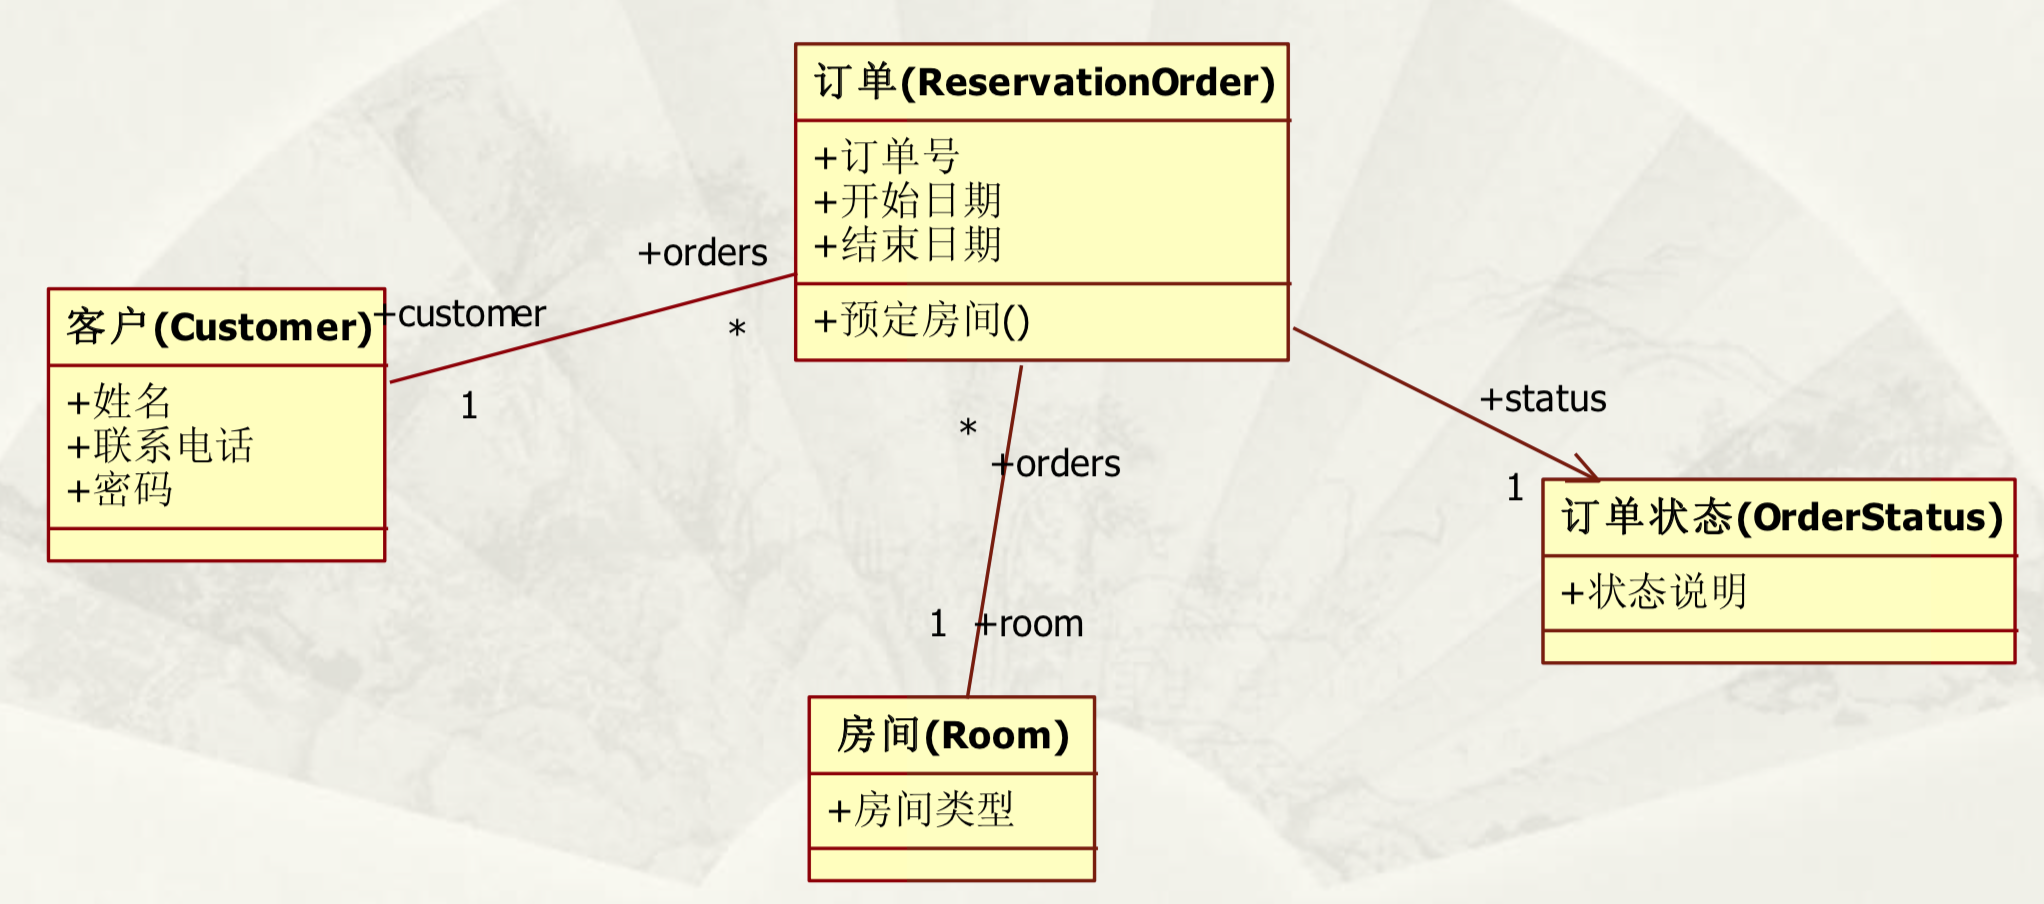 订单(ReservationOrder)
+订单号
+开始日期
+结束日期
+预定房间()
+orders
*
+customer
1
客户(Customer)
+姓名
+联系电话
+密码
*
+orders
1 +room
+status
1
订单状态(OrderStatus)
+状态说明
房间(Room)
+房间类型